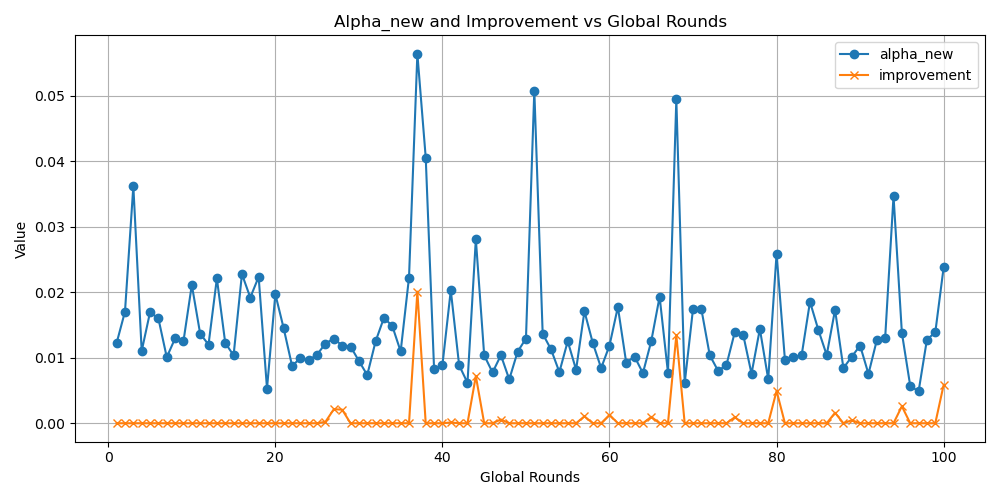 Alpha_new and Improvement vs Global Rounds
alpha_new
improvement
Value
0.05
0.04
0.03
0.02
0.01
0.00
0
20
40
60
80
100
Global Rounds